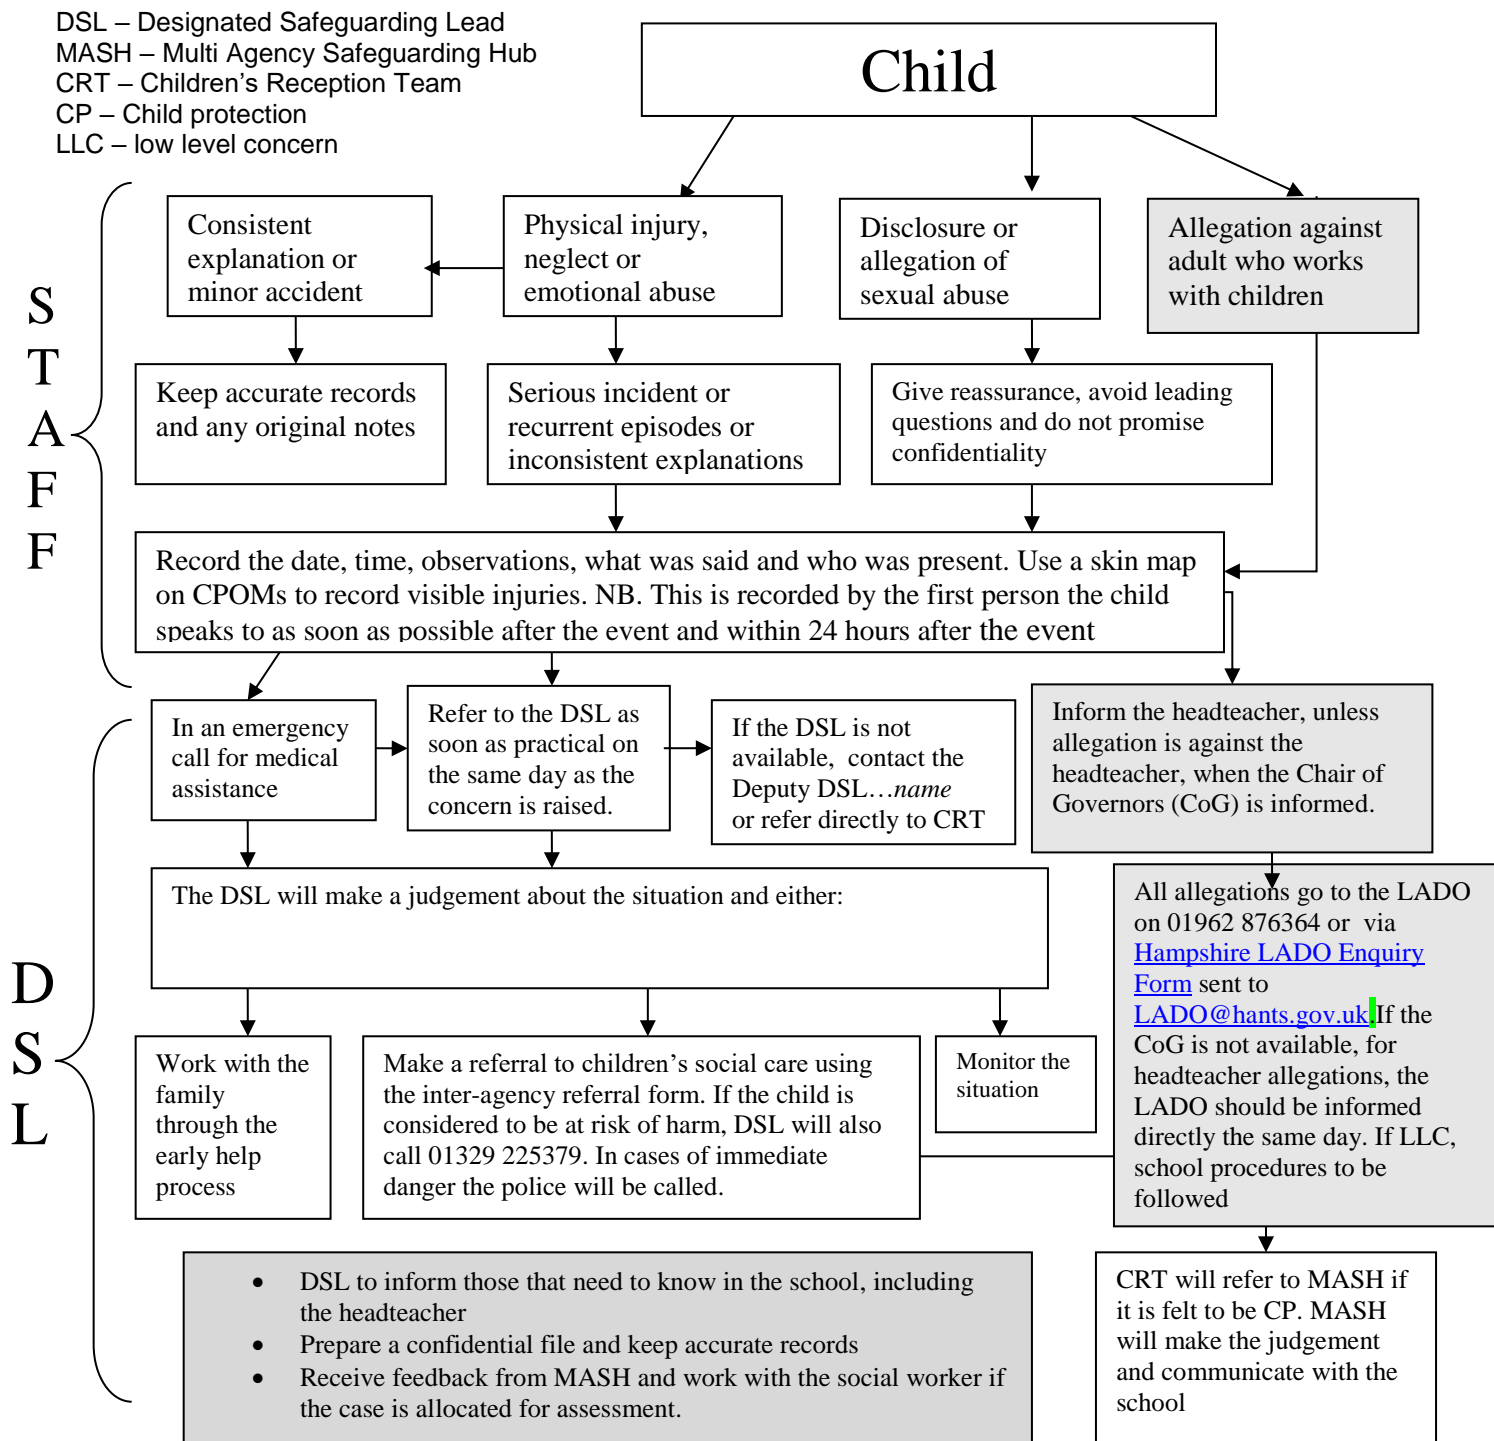 DSL – Designated Safeguarding Lead
MASH – Multi Agency Safeguarding Hub
CRT – Children's Reception Team
CP – Child protection
LLC – low level concern
Child
S
T
A
F
F
Consistent
explanation or
minor accident
Physical injury,
neglect or
emotional abuse
Disclosure or
allegation of
sexual abuse
Allegation against
adult who works
with children
Keep accurate records
and any original notes
Serious incident or
recurrent episodes or
inconsistent explanations
Give reassurance, avoid leading
questions and do not promise
confidentiality
Record the date, time, observations, what was said and who was present. Use a skin map
on CPOMs to record visible injuries. NB. This is recorded by the first person the child
speaks to as soon as possible after the event and within 24 hours after the event
D
S
L
In an emergency
call for medical
assistance
Refer to the DSL as
soon as practical on
the same day as the
concern is raised.
If the DSL is not
available, contact the
Deputy DSL…name
or refer directly to CRT
Inform the headteacher, unless
allegation is against the
headteacher, when the Chair of
Governors (CoG) is informed.
The DSL will make a judgement about the situation and either:
All allegations go to the LADO
on 01962 876364 or via
Hampshire LADO Enquiry
Form sent to
LADO@hants.gov.uk.If the
CoG is not available, for
headteacher allegations, the
LADO should be informed
directly the same day. If LLC,
school procedures to be
followed
Work with the
family
through the
early help
process
Make a referral to children's social care using
the inter-agency referral form. If the child is
considered to be at risk of harm, DSL will also
call 01329 225379. In cases of immediate
danger the police will be called.
Monitor the
situation
• DSL to inform those that need to know in the school, including
the headteacher
• Prepare a confidential file and keep accurate records
• Receive feedback from MASH and work with the social worker if
the case is allocated for assessment.
CRT will refer to MASH if
it is felt to be CP. MASH
will make the judgement
and communicate with the
school